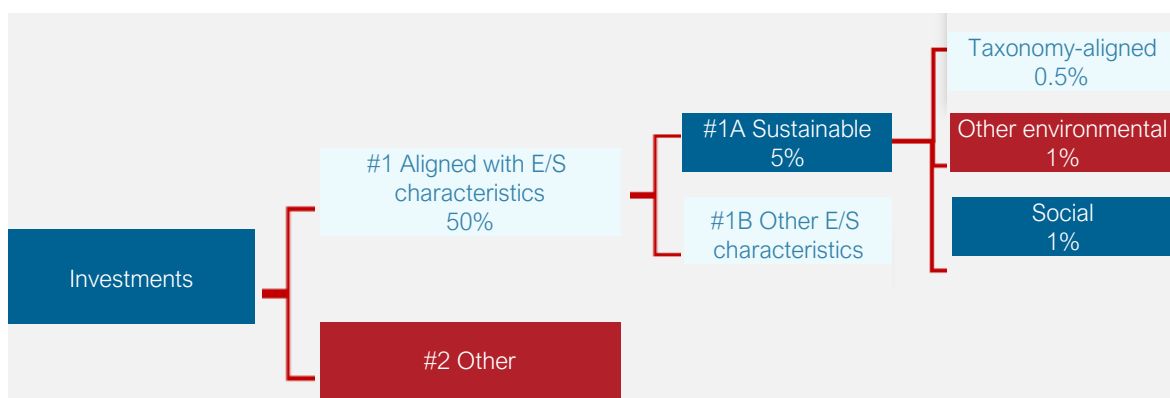 Investments
#1 Aligned with E/S
characteristics
50%
#2 Other
#1A Sustainable
5%
#1B Other E/S
characteristics
Taxonomy-aligned
0.5%
Other environmental
1%
Social
1%